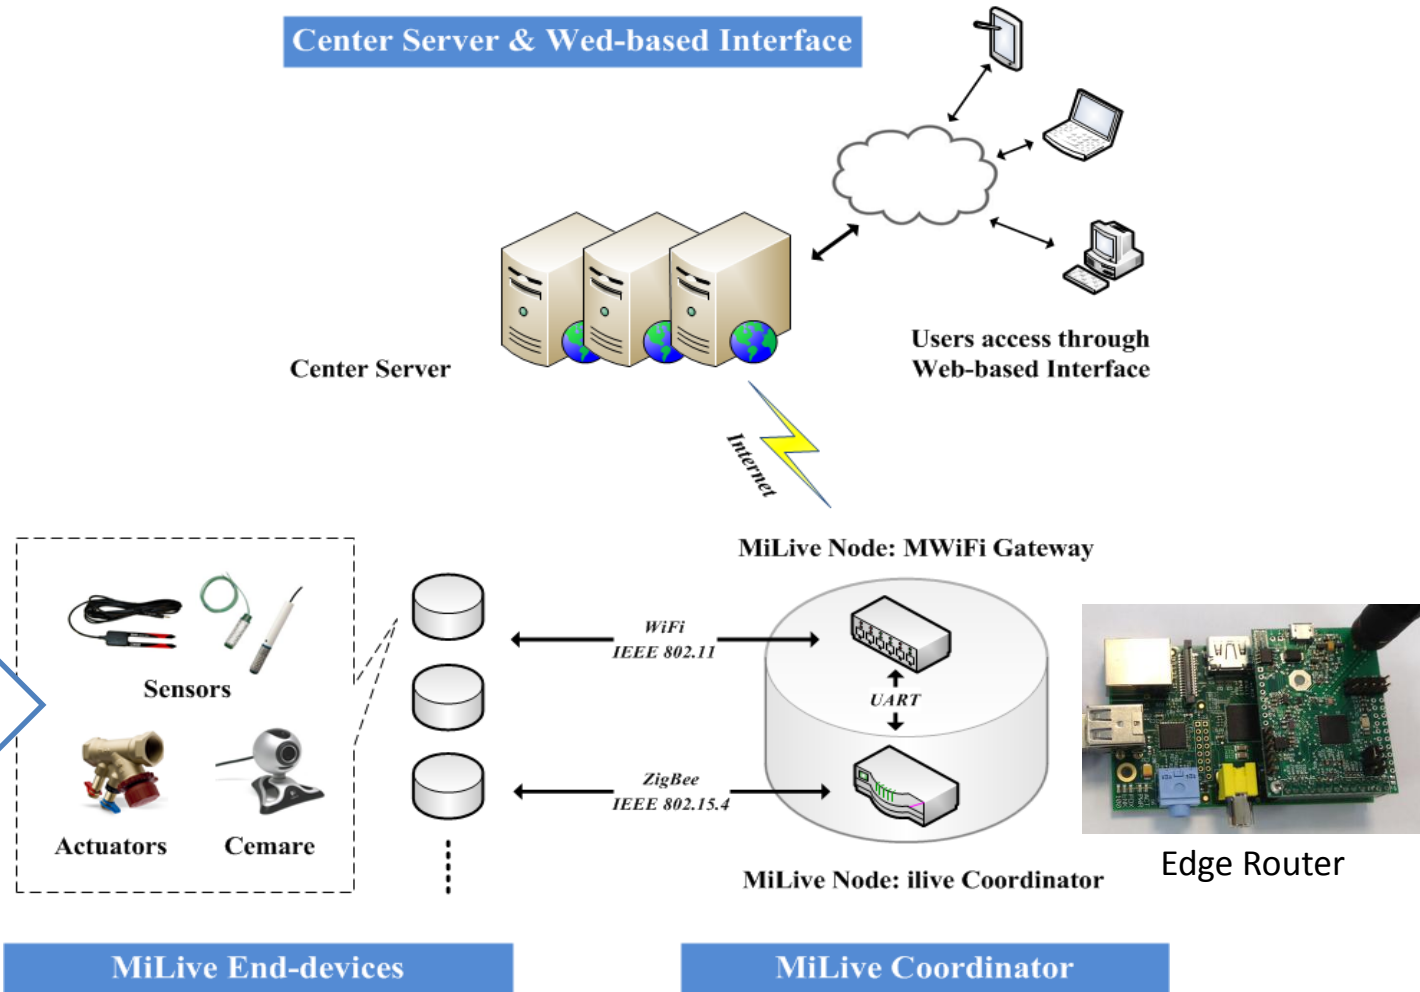 Center Server & Wed-based Interface
Users access through
Web-based Interface
Center Server
Internet
MiLive Node: MWiFi Gateway
WiFi
IEEE 802.11
UART
Sensors
ZigBee
IEEE 802.15.4
Actuators
Cemare
MiLive Node: ilive Coordinator
Edge Router
MiLive End-devices
MiLive Coordinator